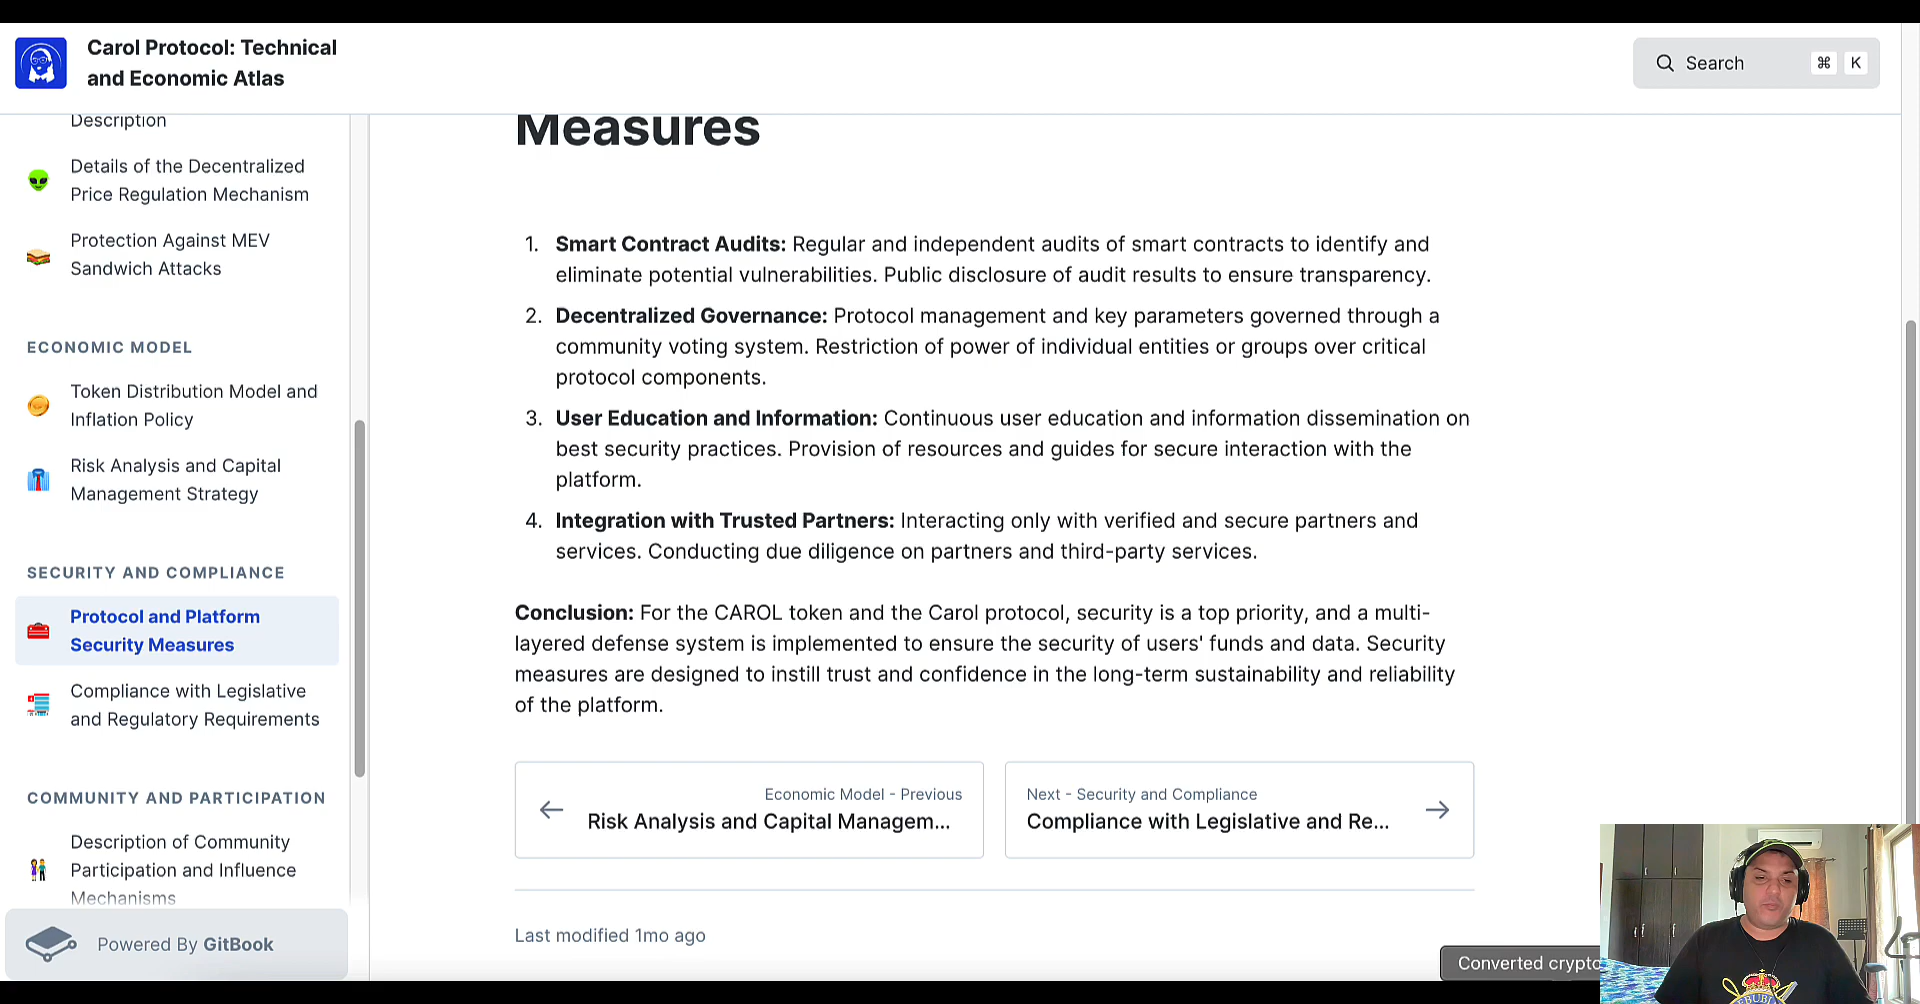 Carol Protocol: Technical
and Economic Atlas
Search
⌘ K
Description
Details of the Decentralized
Price Regulation Mechanism
Protection Against MEV
Sandwich Attacks
ECONOMIC MODEL
Token Distribution Model and
Inflation Policy
Risk Analysis and Capital
Management Strategy
SECURITY AND COMPLIANCE
Protocol and Platform
Security Measures
Compliance with Legislative
and Regulatory Requirements
COMMUNITY AND PARTICIPATION
Description of Community
Participation and Influence
Mechanisms
Powered By GitBook
Measures
1. Smart Contract Audits: Regular and independent audits of smart contracts to identify and
eliminate potential vulnerabilities. Public disclosure of audit results to ensure transparency.
2. Decentralized Governance: Protocol management and key parameters governed through a
community voting system. Restriction of power of individual entities or groups over critical
protocol components.
3. User Education and Information: Continuous user education and information dissemination on
best security practices. Provision of resources and guides for secure interaction with the
platform.
4. Integration with Trusted Partners: Interacting only with verified and secure partners and
services. Conducting due diligence on partners and third-party services.
Conclusion: For the CAROL token and the Carol protocol, security is a top priority, and a multi-
layered defense system is implemented to ensure the security of users' funds and data. Security
measures are designed to instill trust and confidence in the long-term sustainability and reliability
of the platform.
Economic Model - Previous
Risk Analysis and Capital Managem...
Next - Security and Compliance
Compliance with Legislative and Re...
Last modified 1mo ago
Converted crypto